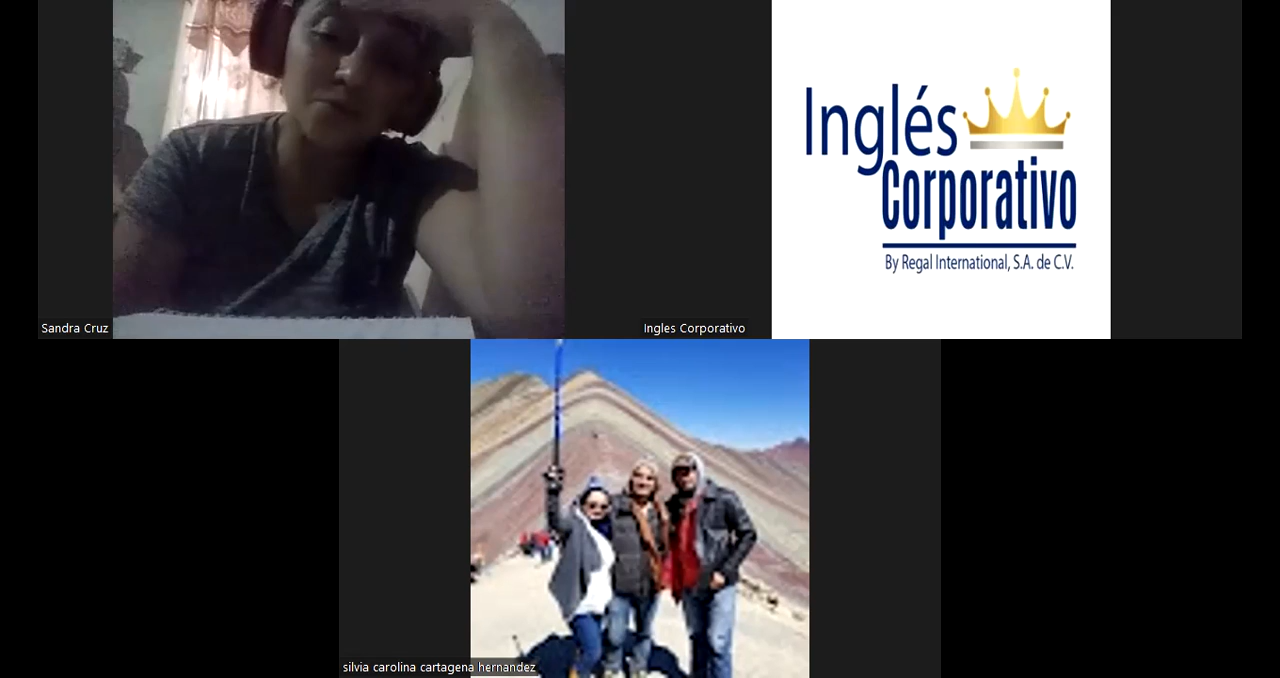 Inglés
Corporativo
By Regal International, S.A. de C.V.
Sandra Cruz
Ingles Corporativo
silvia carolina cartagena hernandez